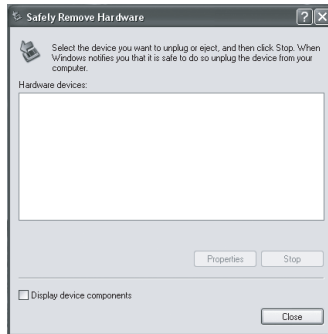 Safely Remove Hardware
Select the device you want to unplug or eject, and then click Stop. When
Windows notifies you that it is safe to do so unplug the device from your
computer.
Hardware devices:
Properties Stop
Display device components
Close